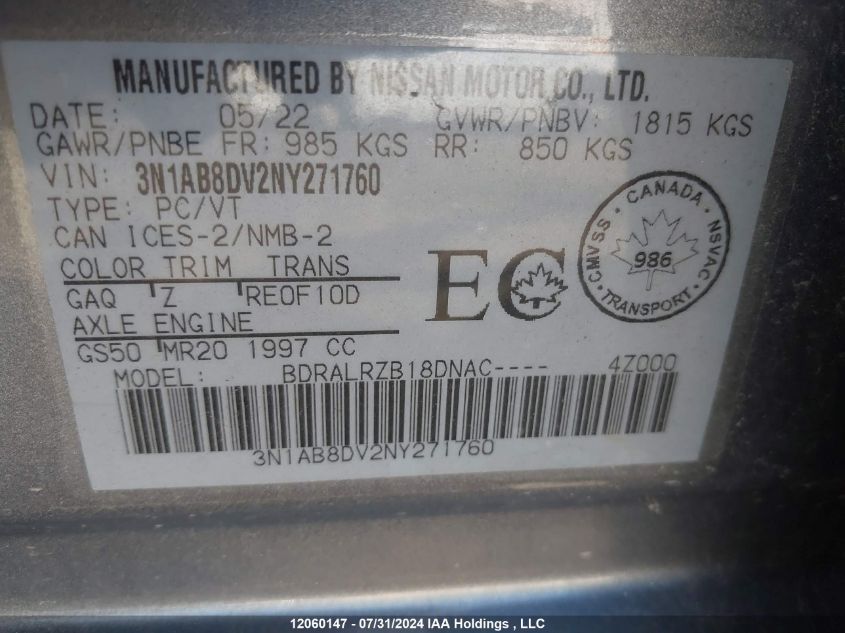 MANUFACTURED BY NISSAN MOTOR CO., LTD.
DATE: 05/22 GVWR/PNBV: 1815 KGS
GAWR/PNBE FR: 985 KGS RR: 850 KGS
VIN: 3N1AB8DV2NY271760
TYPE: PC/VT
CAN ICES-2/NMB-2
COLOR TRIM TRANS
GAQ Z RE0F10D
AXLE ENGINE
GS50 MR20 1997 CC
EC
CMVSS · CANADA · NSVAC · TRANSPORT ·
986
MODEL: BDRALRZB18DNAC---- 4Z000
3N1AB8DV2NY271760
12060147 - 07/31/2024 IAA Holdings , LLC